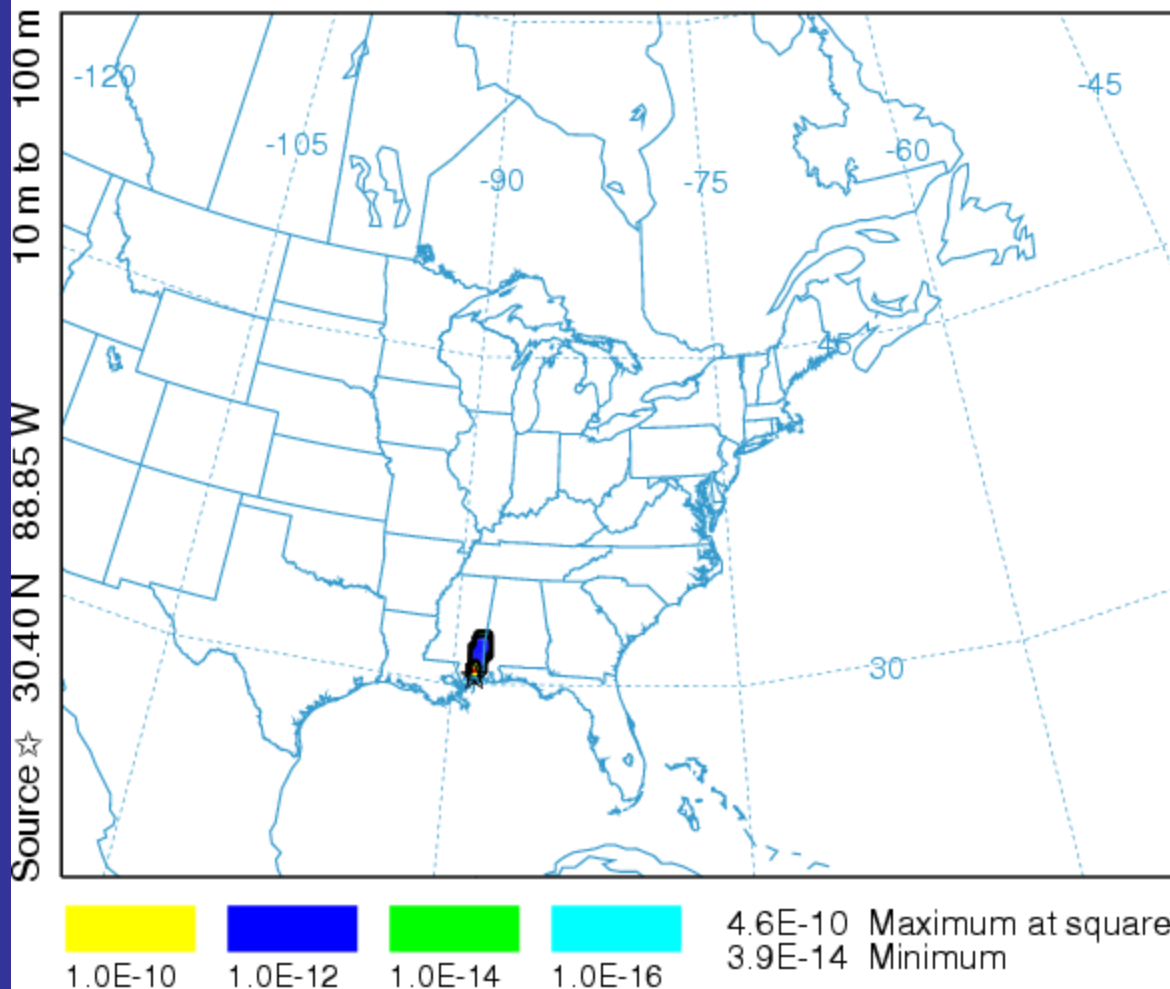 Source ☆ 30.40 N 88.85 W 10 m to 100 m
-120
-105
-90
-75
-60
-45
45
30
1.0E-10
1.0E-12
1.0E-14
1.0E-16
4.6E-10 Maximum at square
3.9E-14 Minimum